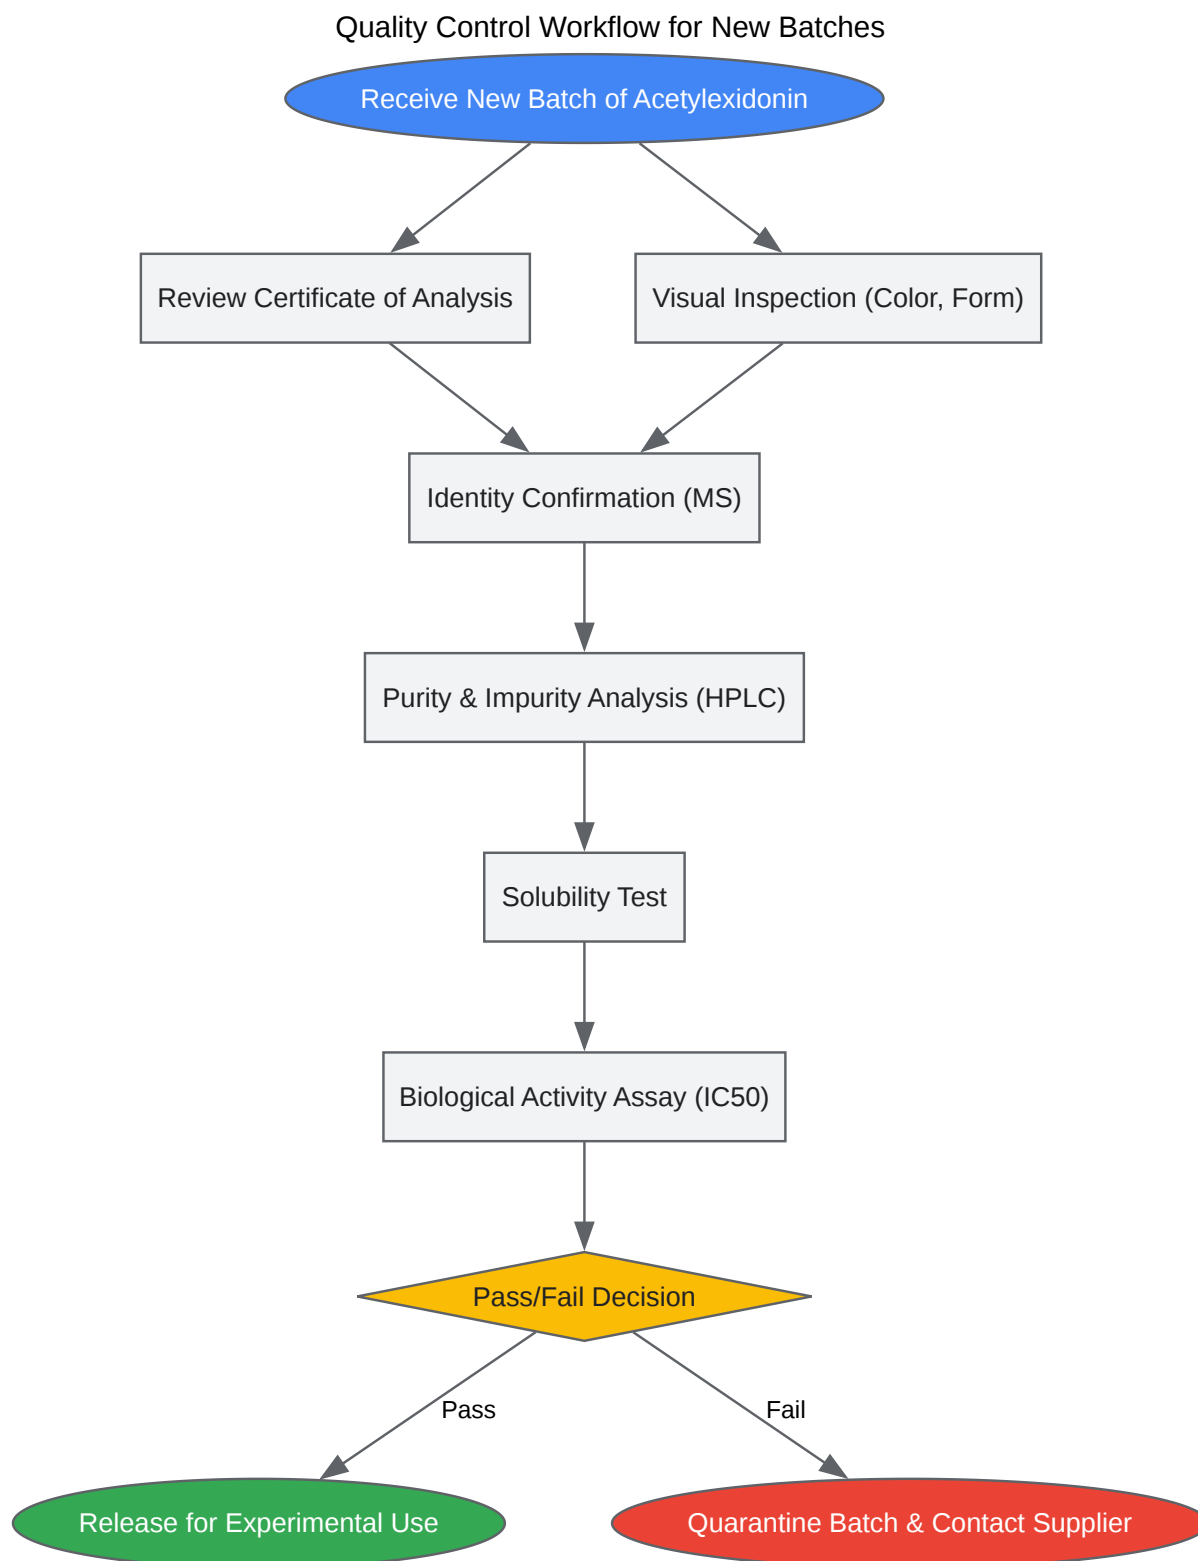 Quality Control Workflow for New Batches
Receive New Batch of Acetylexidonin
Review Certificate of Analysis
Visual Inspection (Color, Form)
Identity Confirmation (MS)
Purity & Impurity Analysis (HPLC)
Solubility Test
Biological Activity Assay (IC50)
Pass/Fail Decision
Pass
Fail
Release for Experimental Use
Quarantine Batch & Contact Supplier